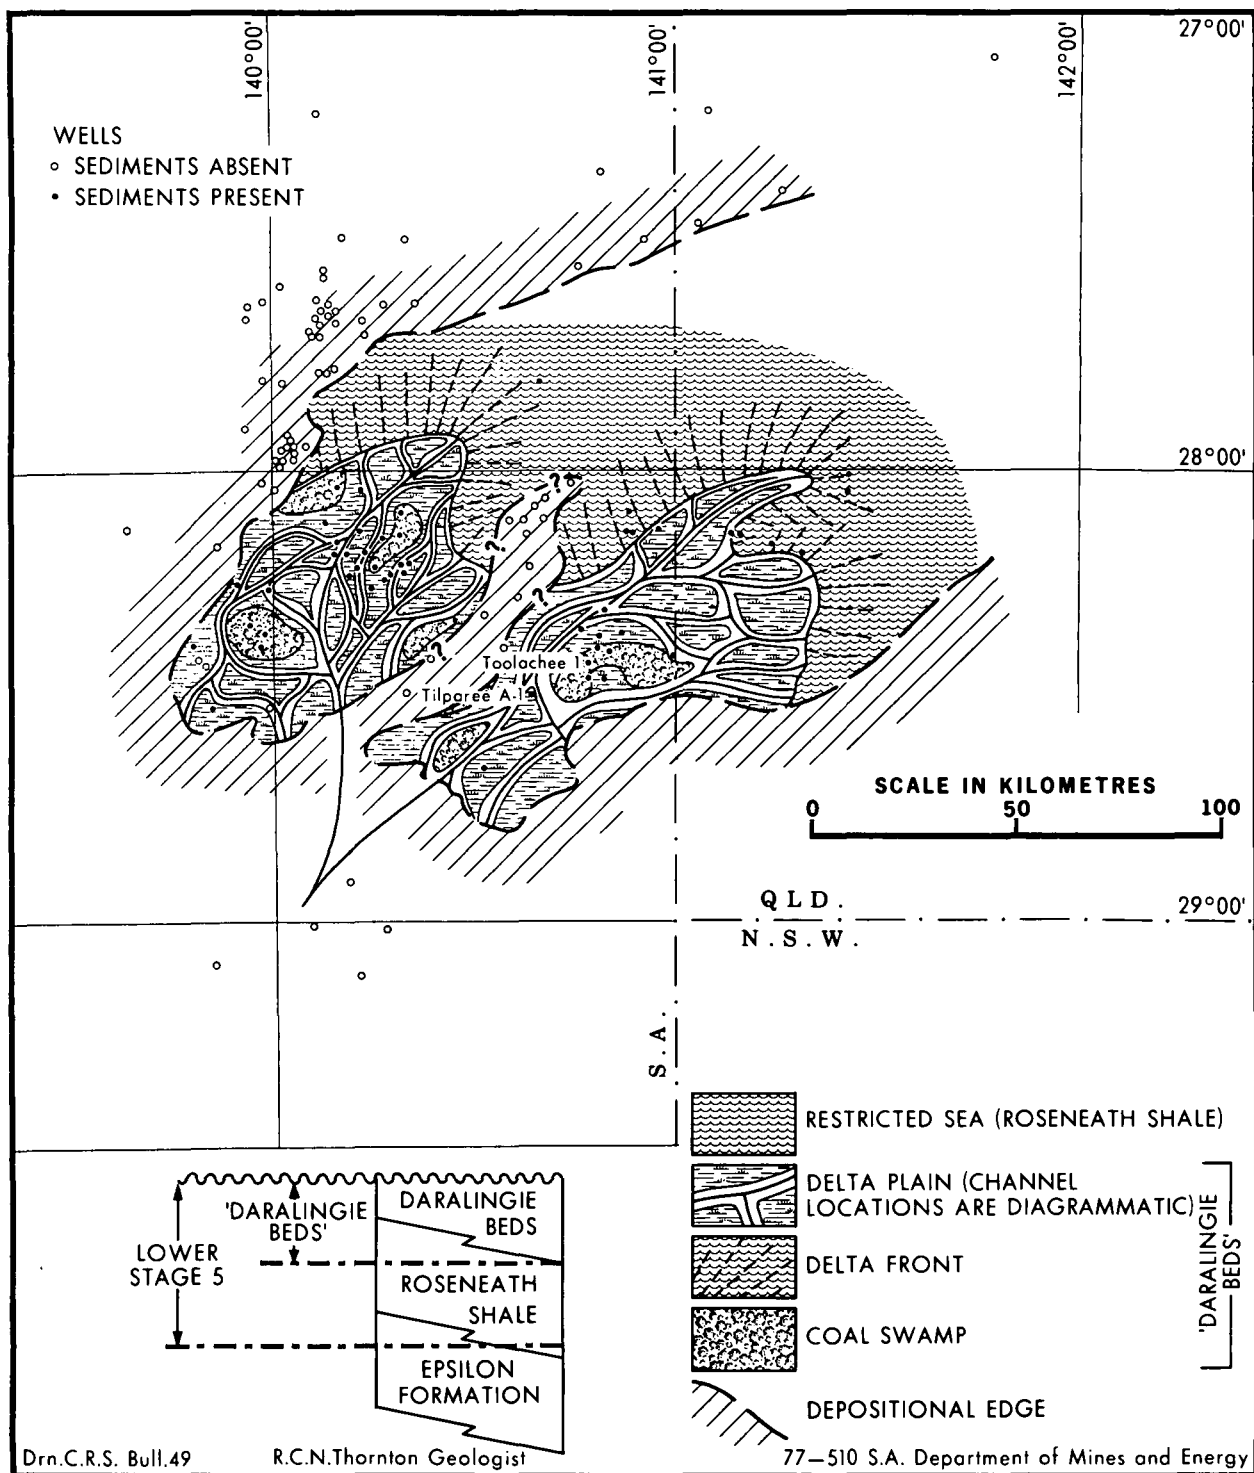 140°00'
141°00'
142°00'
27°00'
WELLS
SEDIMENTS ABSENT
SEDIMENTS PRESENT
28°00'
?
?
?
?
Toolachee 1
Tilparee A-1
SCALE IN KILOMETRES
0 50 100
QLD.
29°00'
N.S.W.
S.A.
RESTRICTED SEA (ROSENEATH SHALE)
DELTA PLAIN (CHANNEL
LOCATIONS ARE DIAGRAMMATIC)
DELTA FRONT
COAL SWAMP
'DARALINGIE
BEDS'
DEPOSITIONAL EDGE
'DARALINGIE
BEDS'
DARALINGIE
BEDS
LOWER
STAGE 5
ROSENEATH
SHALE
EPSILON
FORMATION
Drn.C.R.S. Bull.49 R.C.N.Thornton Geologist 77–510 S.A. Department of Mines and Energy